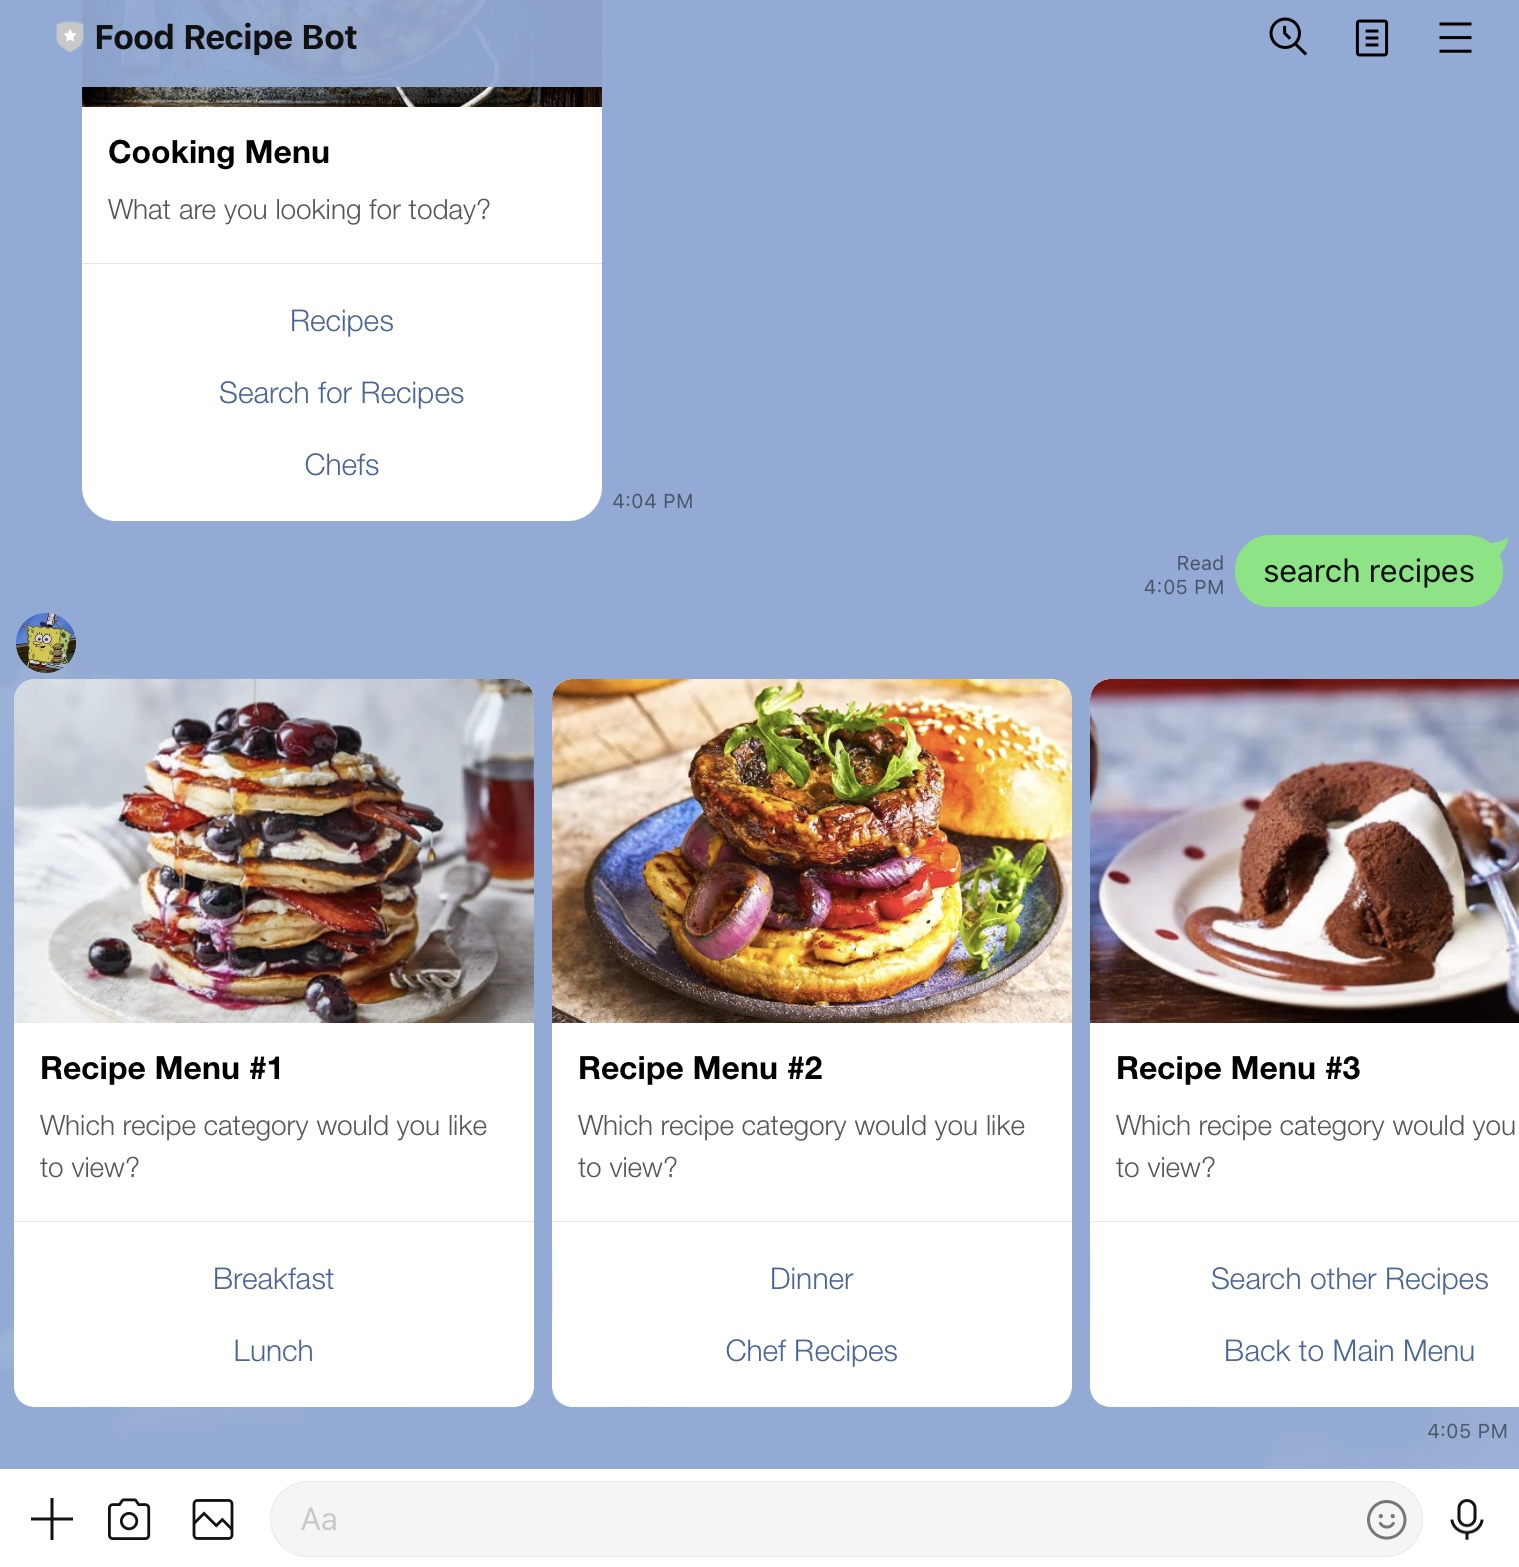 Food Recipe Bot
Cooking Menu
What are you looking for today?
Recipes
Search for Recipes
Chefs
4:04 PM
Read
4:05 PM
search recipes
Recipe Menu #1
Which recipe category would you like
to view?
Breakfast
Lunch
Recipe Menu #2
Which recipe category would you like
to view?
Dinner
Chef Recipes
Recipe Menu #3
Which recipe category would you
to view?
Search other Recipes
Back to Main Menu
4:05 PM
Aa